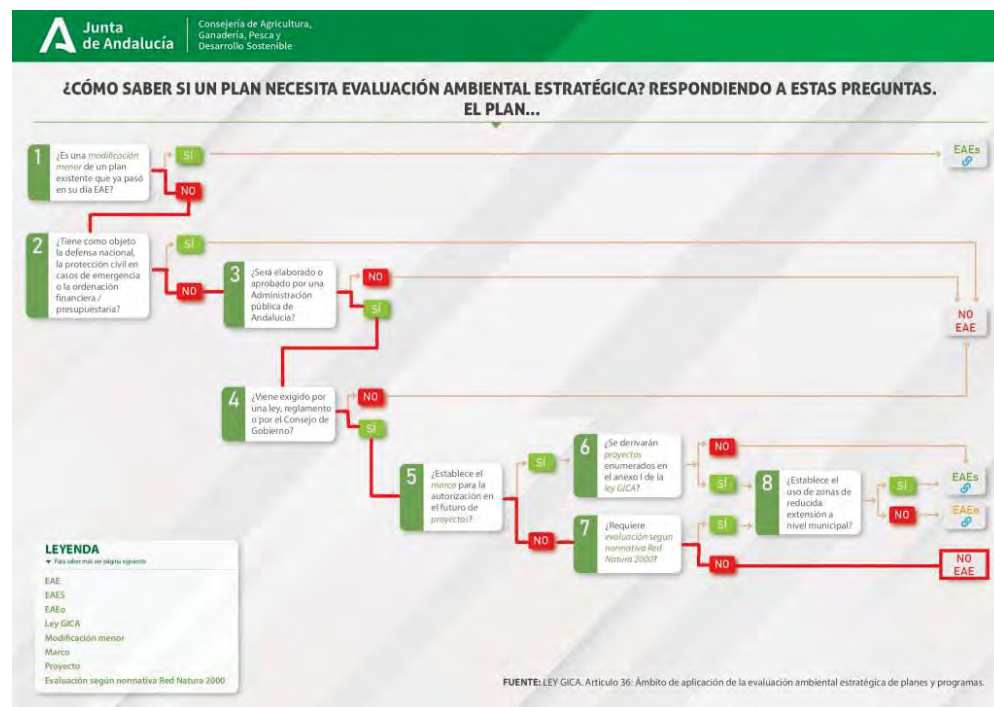 Junta
de Andalucía
Consejería de Agricultura,
Ganadería, Pesca y
Desarrollo Sostenible
¿CÓMO SABER SI UN PLAN NECESITA EVALUACIÓN AMBIENTAL ESTRATÉGICA? RESPONDIENDO A ESTAS PREGUNTAS.
EL PLAN...
1
¿Es una modificación
menor de un plan
existente que ya pasó
en su día EAE?
SÍ
NO
EAEs
2
¿Tiene como objeto
la defensa nacional,
la protección civil en
casos de emergencia
o la ordenación
financiera /
presupuestaria?
SÍ
NO
3
¿Será elaborado o
aprobado por una
Administración
pública de
Andalucía?
NO
SÍ
NO
EAE
4
¿Viene exigido por
una ley, reglamento
o por el Consejo de
Gobierno?
NO
SÍ
5
¿Establece el
marco para la
autorización en
el futuro de
proyectos?
SÍ
NO
6
¿Se derivarán
proyectos
enumerados en
el anexo I de la
ley GICA?
NO
SÍ
7
¿Requiere
evaluación según
normativa Red
Natura 2000?
SÍ
NO
8
¿Establece el
uso de zonas de
reducida
extensión a
nivel municipal?
SÍ
NO
EAEs
EAEo
NO
EAE
LEYENDA
Para saber más ver página siguiente
EAE
EAES
EAEo
Ley GICA
Modificación menor
Marco
Proyecto
Evaluación según normativa Red Natura 2000
FUENTE: LEY GICA. Artículo 36: Ámbito de aplicación de la evaluación ambiental estratégica de planes y programas.